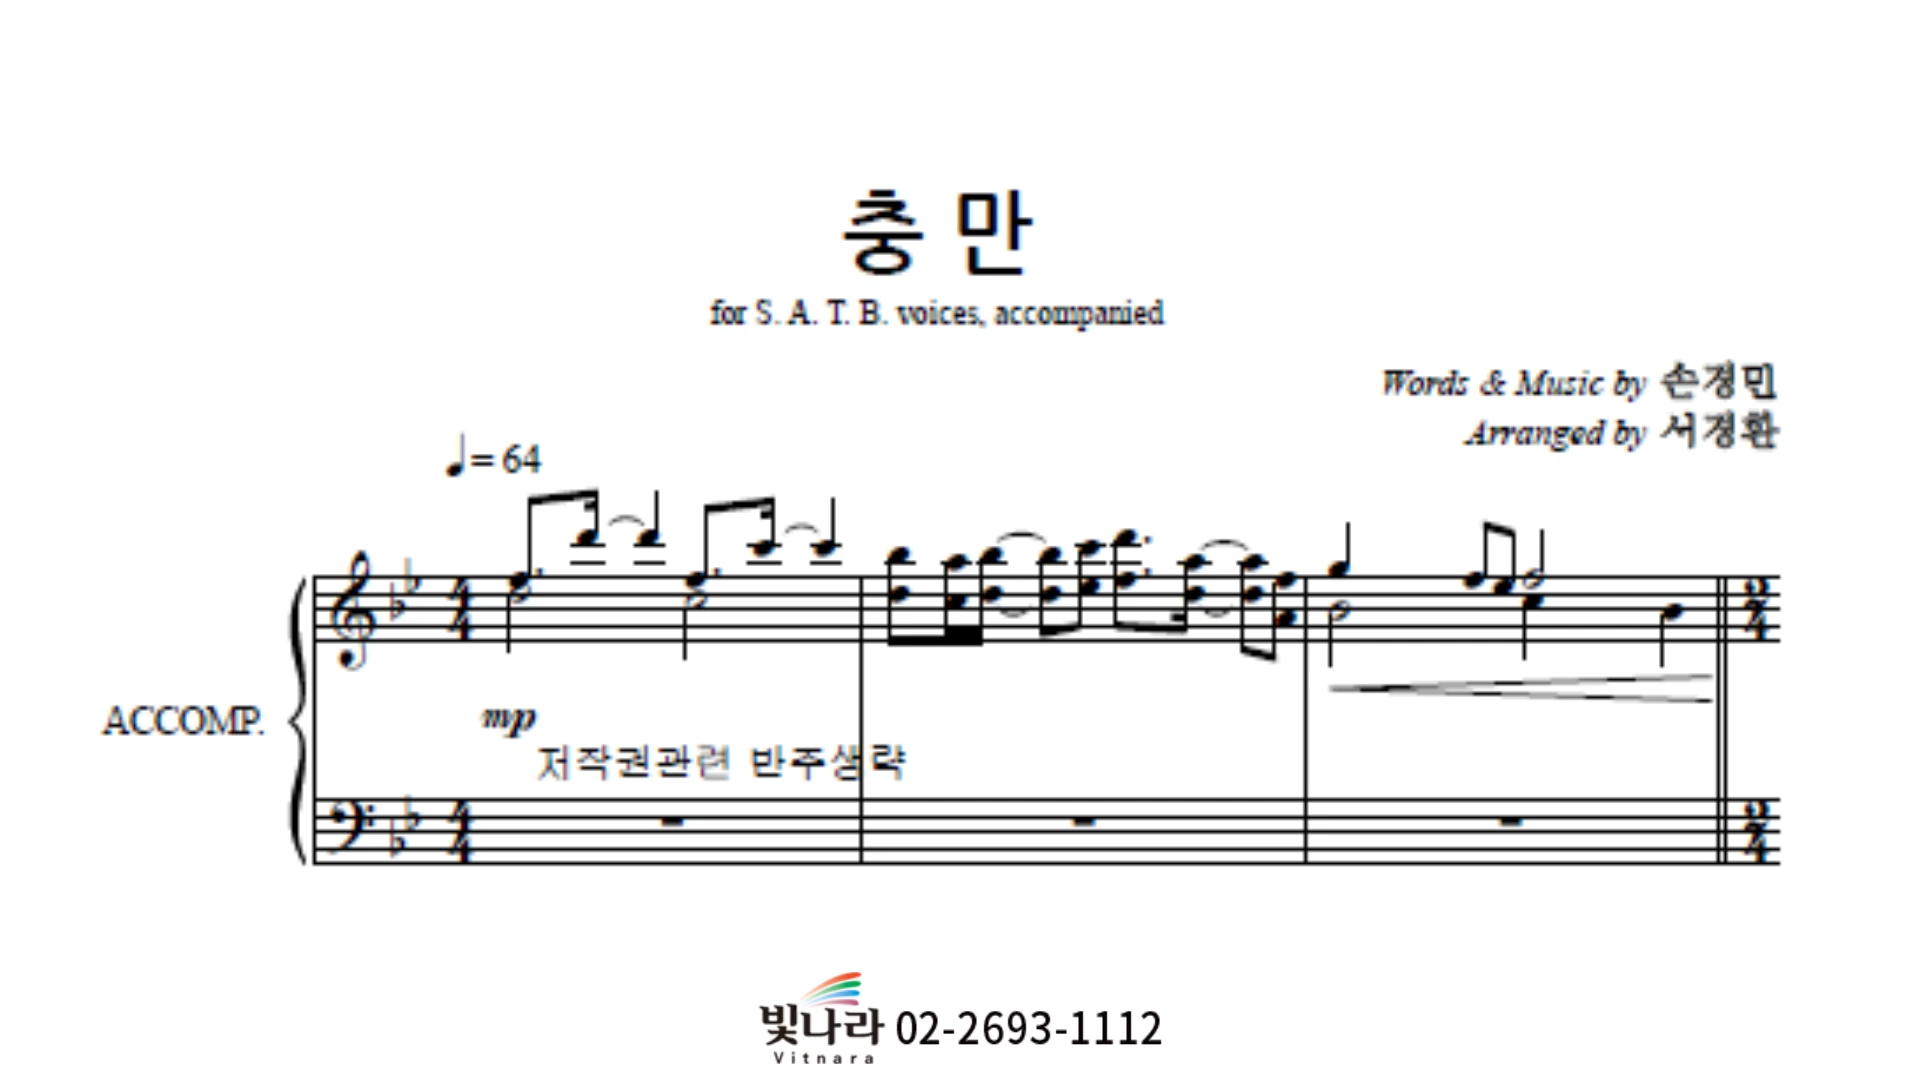 충 만
for S. A. T. B. voices, accompanied
Words & Music by 손경민
Arranged by 서경환
= 64
ACCOMP.
mp
저작권관련 반주생략
빛나라 02-2693-1112
Vitnara